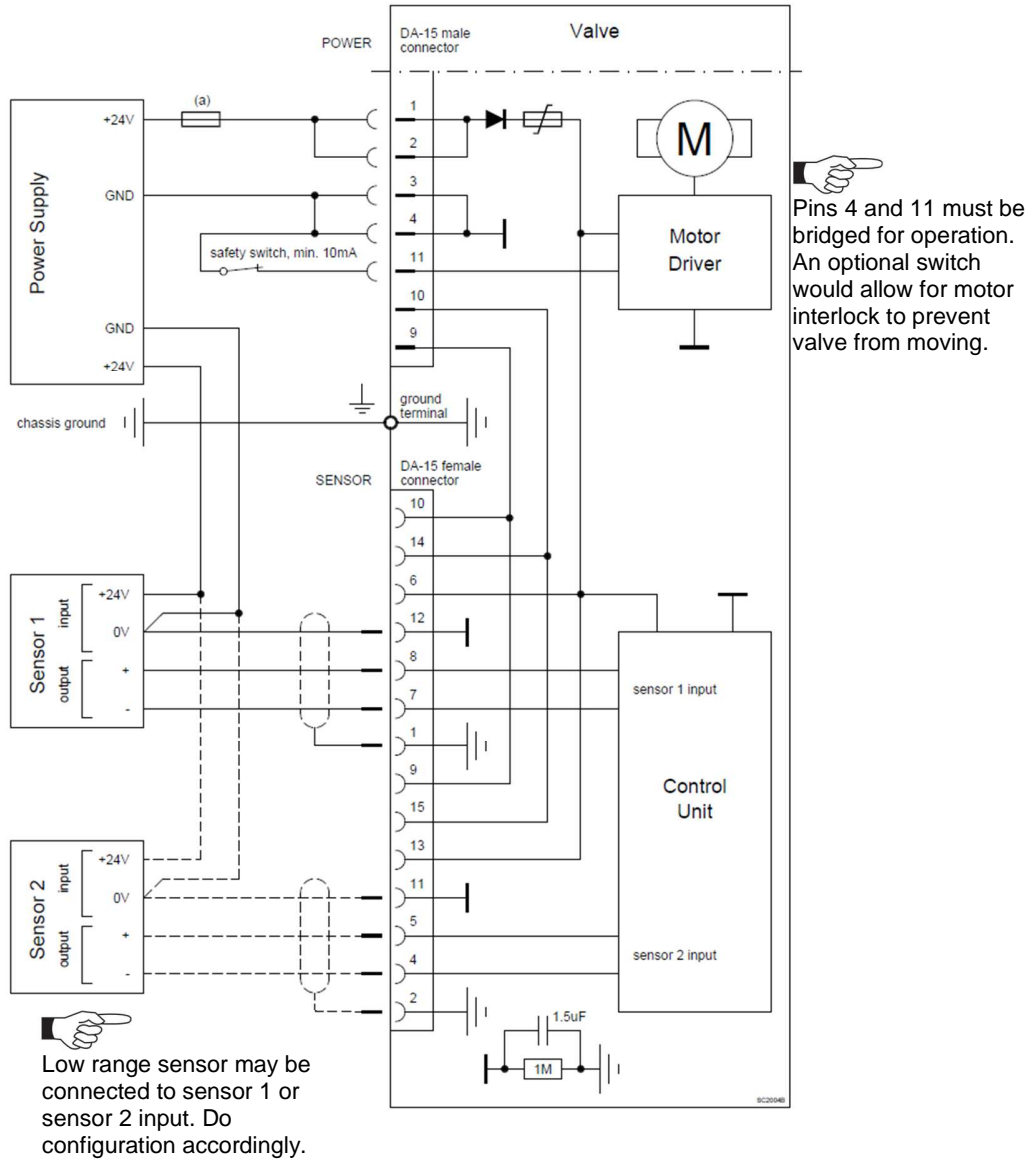 POWER
DA-15 male
connector
Valve
Power Supply
+24V
(a)
GND
safety switch, min. 10mA
GND
+24V
1
2
3
4
11
10
9
M
Motor
Driver
Pins 4 and 11 must be
bridged for operation.
An optional switch
would allow for motor
interlock to prevent
valve from moving.
chassis ground
ground
terminal
SENSOR
DA-15 female
connector
10
14
6
12
8
7
1
9
15
13
11
5
4
2
Sensor 1
input
+24V
0V
output
+
-
sensor 1 input
Control
Unit
sensor 2 input
Sensor 2
input
+24V
0V
output
+
-
1.5uF
1M
SC2004B
Low range sensor may be
connected to sensor 1 or
sensor 2 input. Do
configuration accordingly.